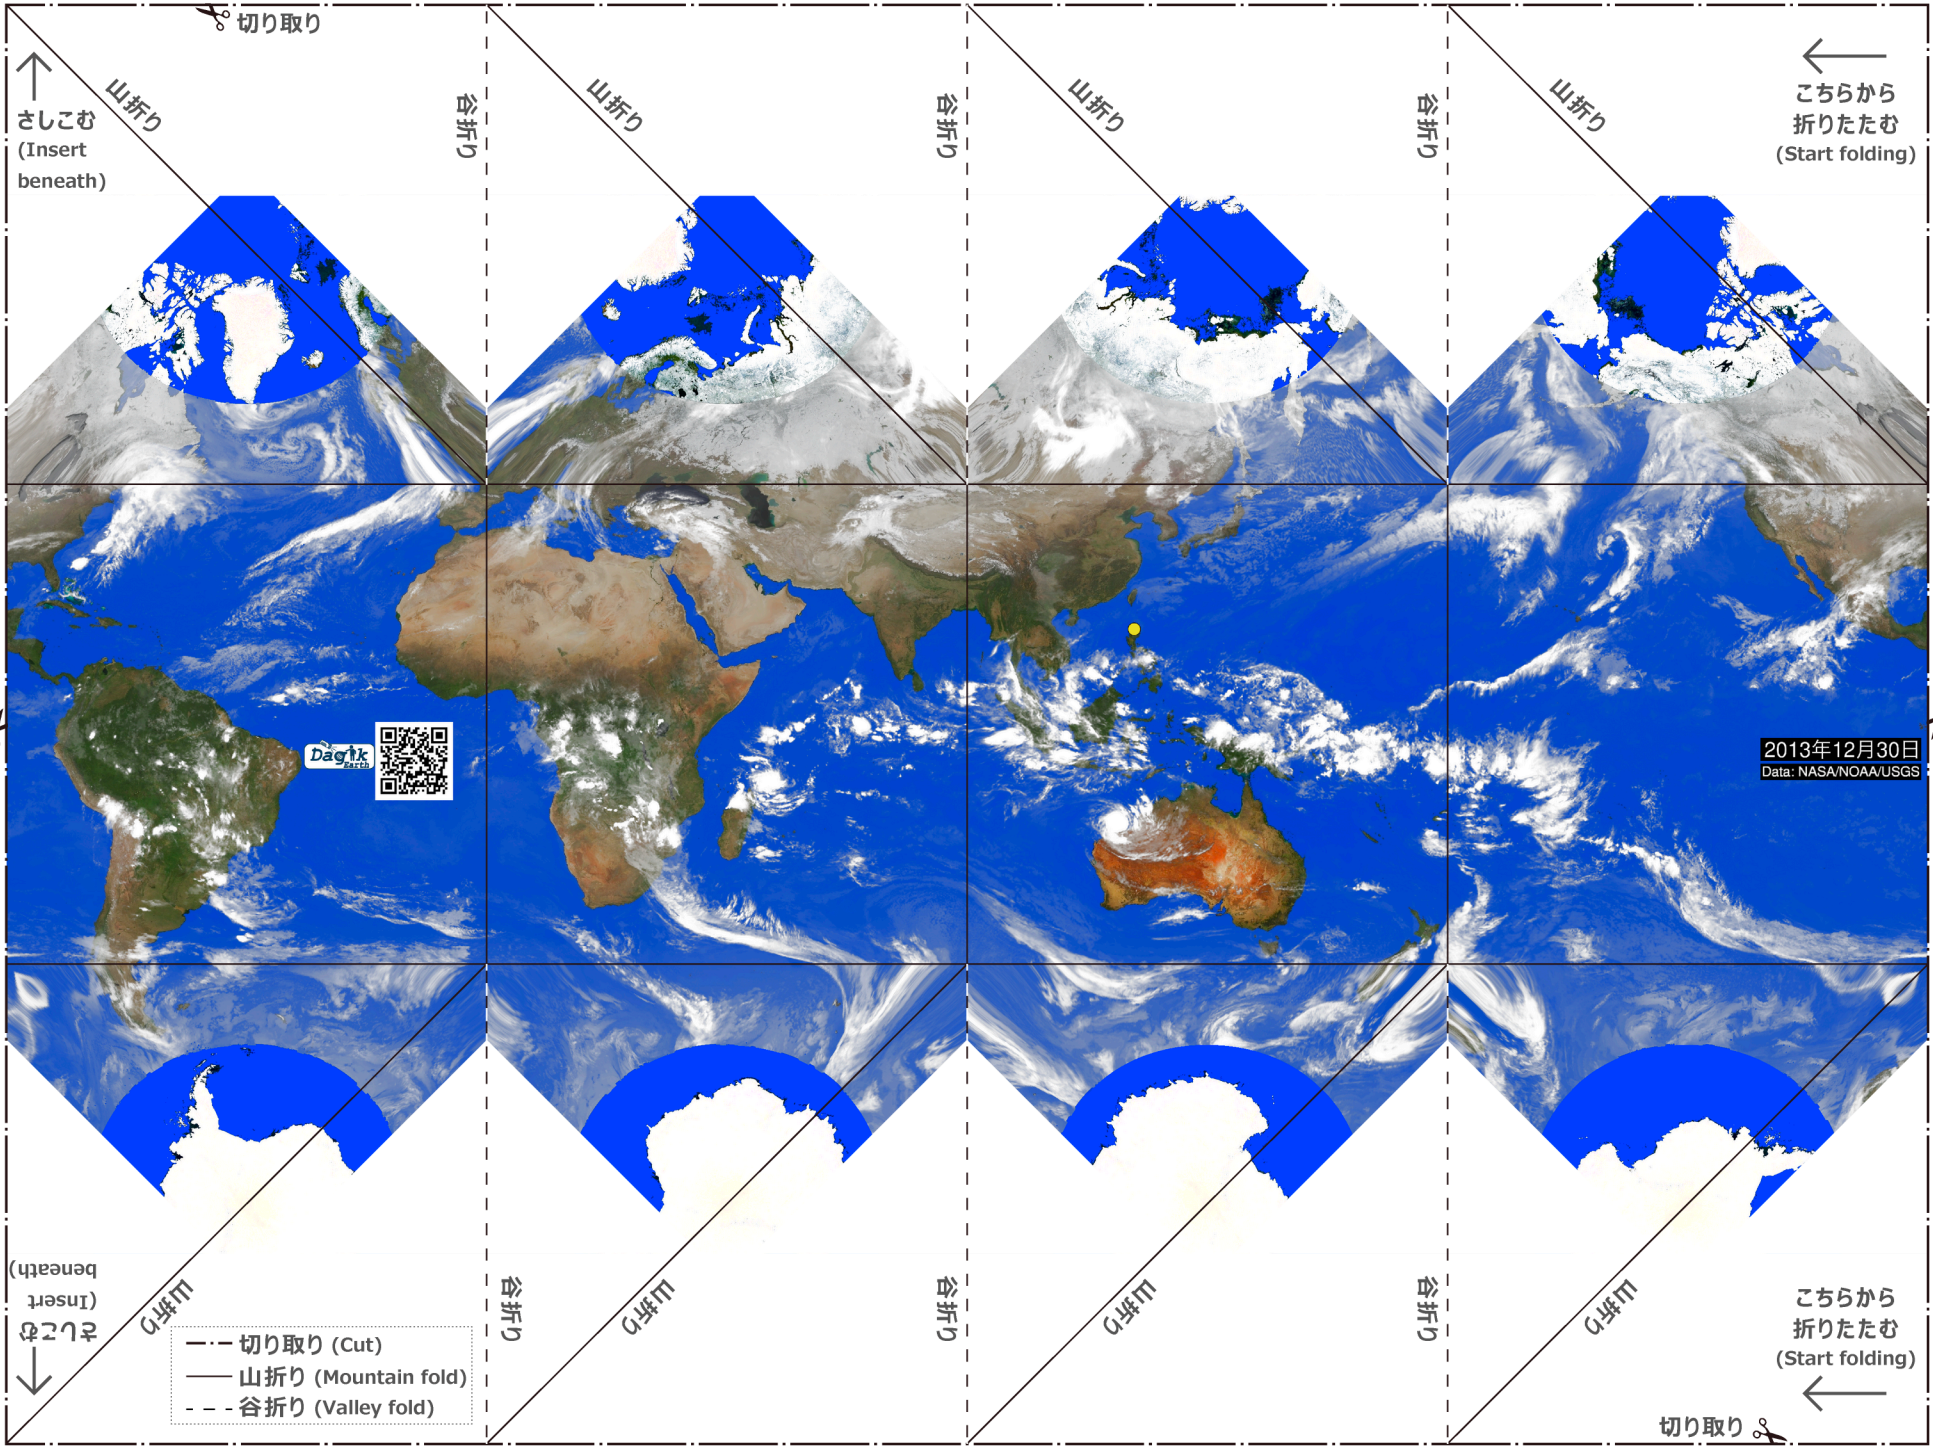 切り取り
さしこむ
(Insert
beneath)
山折り
谷折り
山折り
谷折り
山折り
谷折り
山折り
こちらから
折りたたむ
(Start folding)
Dagik
Earth
2013年12月30日
Data: NASA/NOAA/USGS
さしこむ
(Insert
beneath)
山折り
谷折り
山折り
谷折り
山折り
谷折り
山折り
こちらから
折りたたむ
(Start folding)
切り取り (Cut)
山折り (Mountain fold)
谷折り (Valley fold)
切り取り